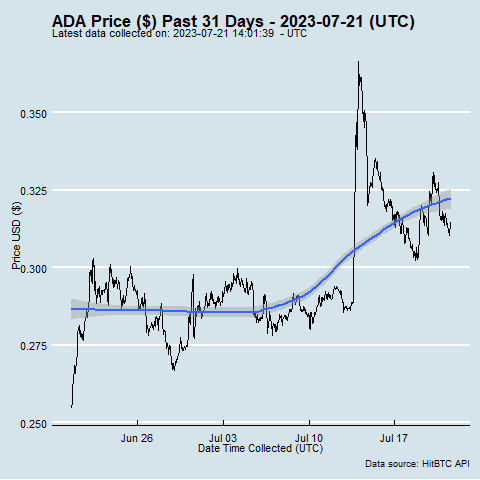 ADA Price ($) Past 31 Days - 2023-07-21 (UTC)
Latest data collected on: 2023-07-21 14:01:39  - UTC
Price USD ($)
0.350
0.325
0.300
0.275
0.250
Jun 26
Jul 03
Jul 10
Jul 17
Date Time Collected (UTC)
Data source: HitBTC API